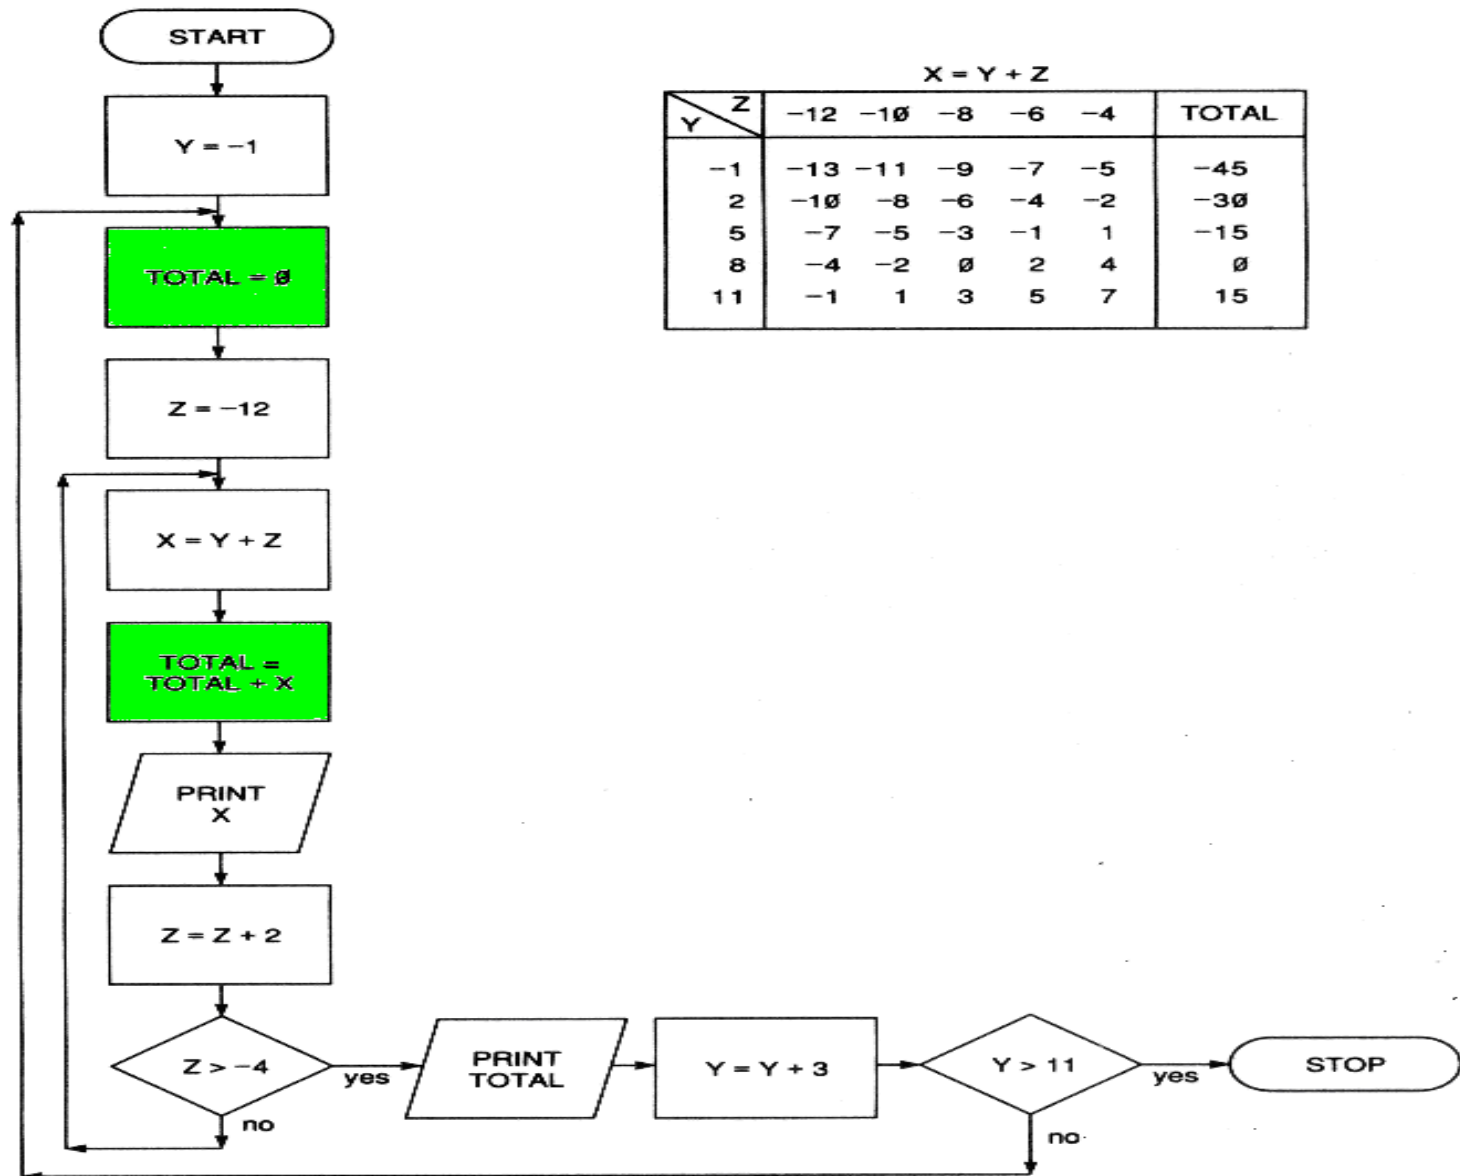 START
Y = −1
TOTAL = Ø
Z = −12
X = Y + Z
TOTAL =
TOTAL + X
PRINT
X
Z = Z + 2
Z > −4
yes
no
PRINT
TOTAL
Y = Y + 3
Y > 11
yes
no
STOP
X = Y + Z
Y Z −12 −1Ø −8 −6 −4 TOTAL
−1 −13 −11 −9 −7 −5 −45
2 −1Ø −8 −6 −4 −2 −3Ø
5 −7 −5 −3 −1 1 −15
8 −4 −2 Ø 2 4 Ø
11 −1 1 3 5 7 15